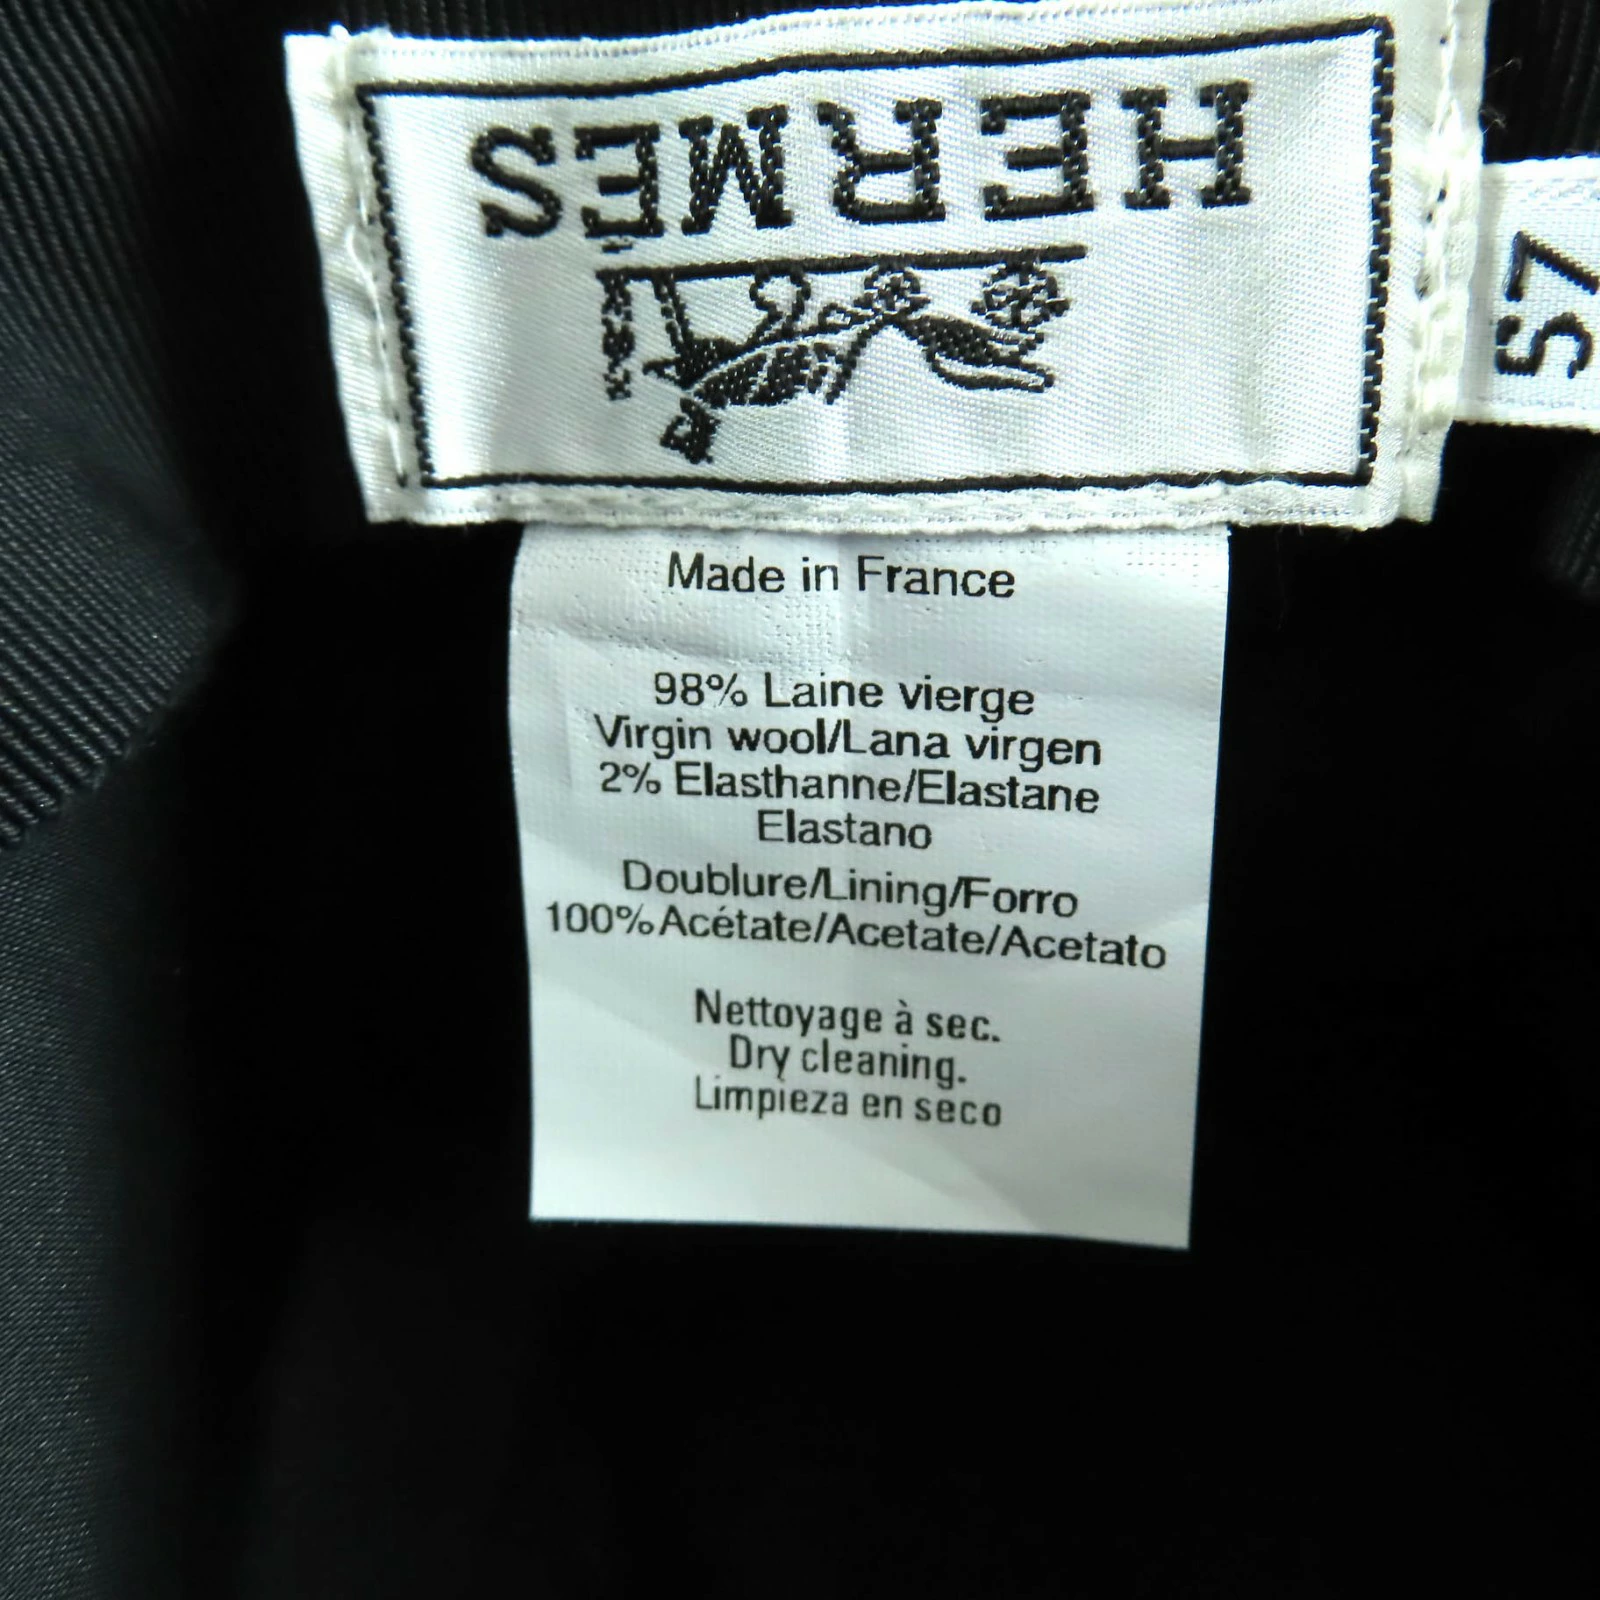 HERMES
57
Made in France
98% Laine vierge
Virgin wool/Lana virgen
2% Elasthanne/Elastane
Elastano
Doublure/Lining/Forro
100% Acétate/Acetate/Acetato
Nettoyage à sec.
Dry cleaning.
Limpieza en seco